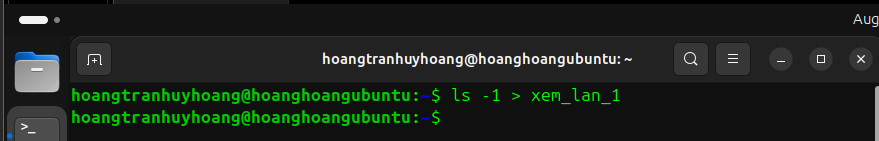 Aug
hoangtranhuyhoang@hoanghoangubuntu: ~
hoangtranhuyhoang@hoanghoangubuntu:~$ ls -1 > xem_lan_1
hoangtranhuyhoang@hoanghoangubuntu:~$